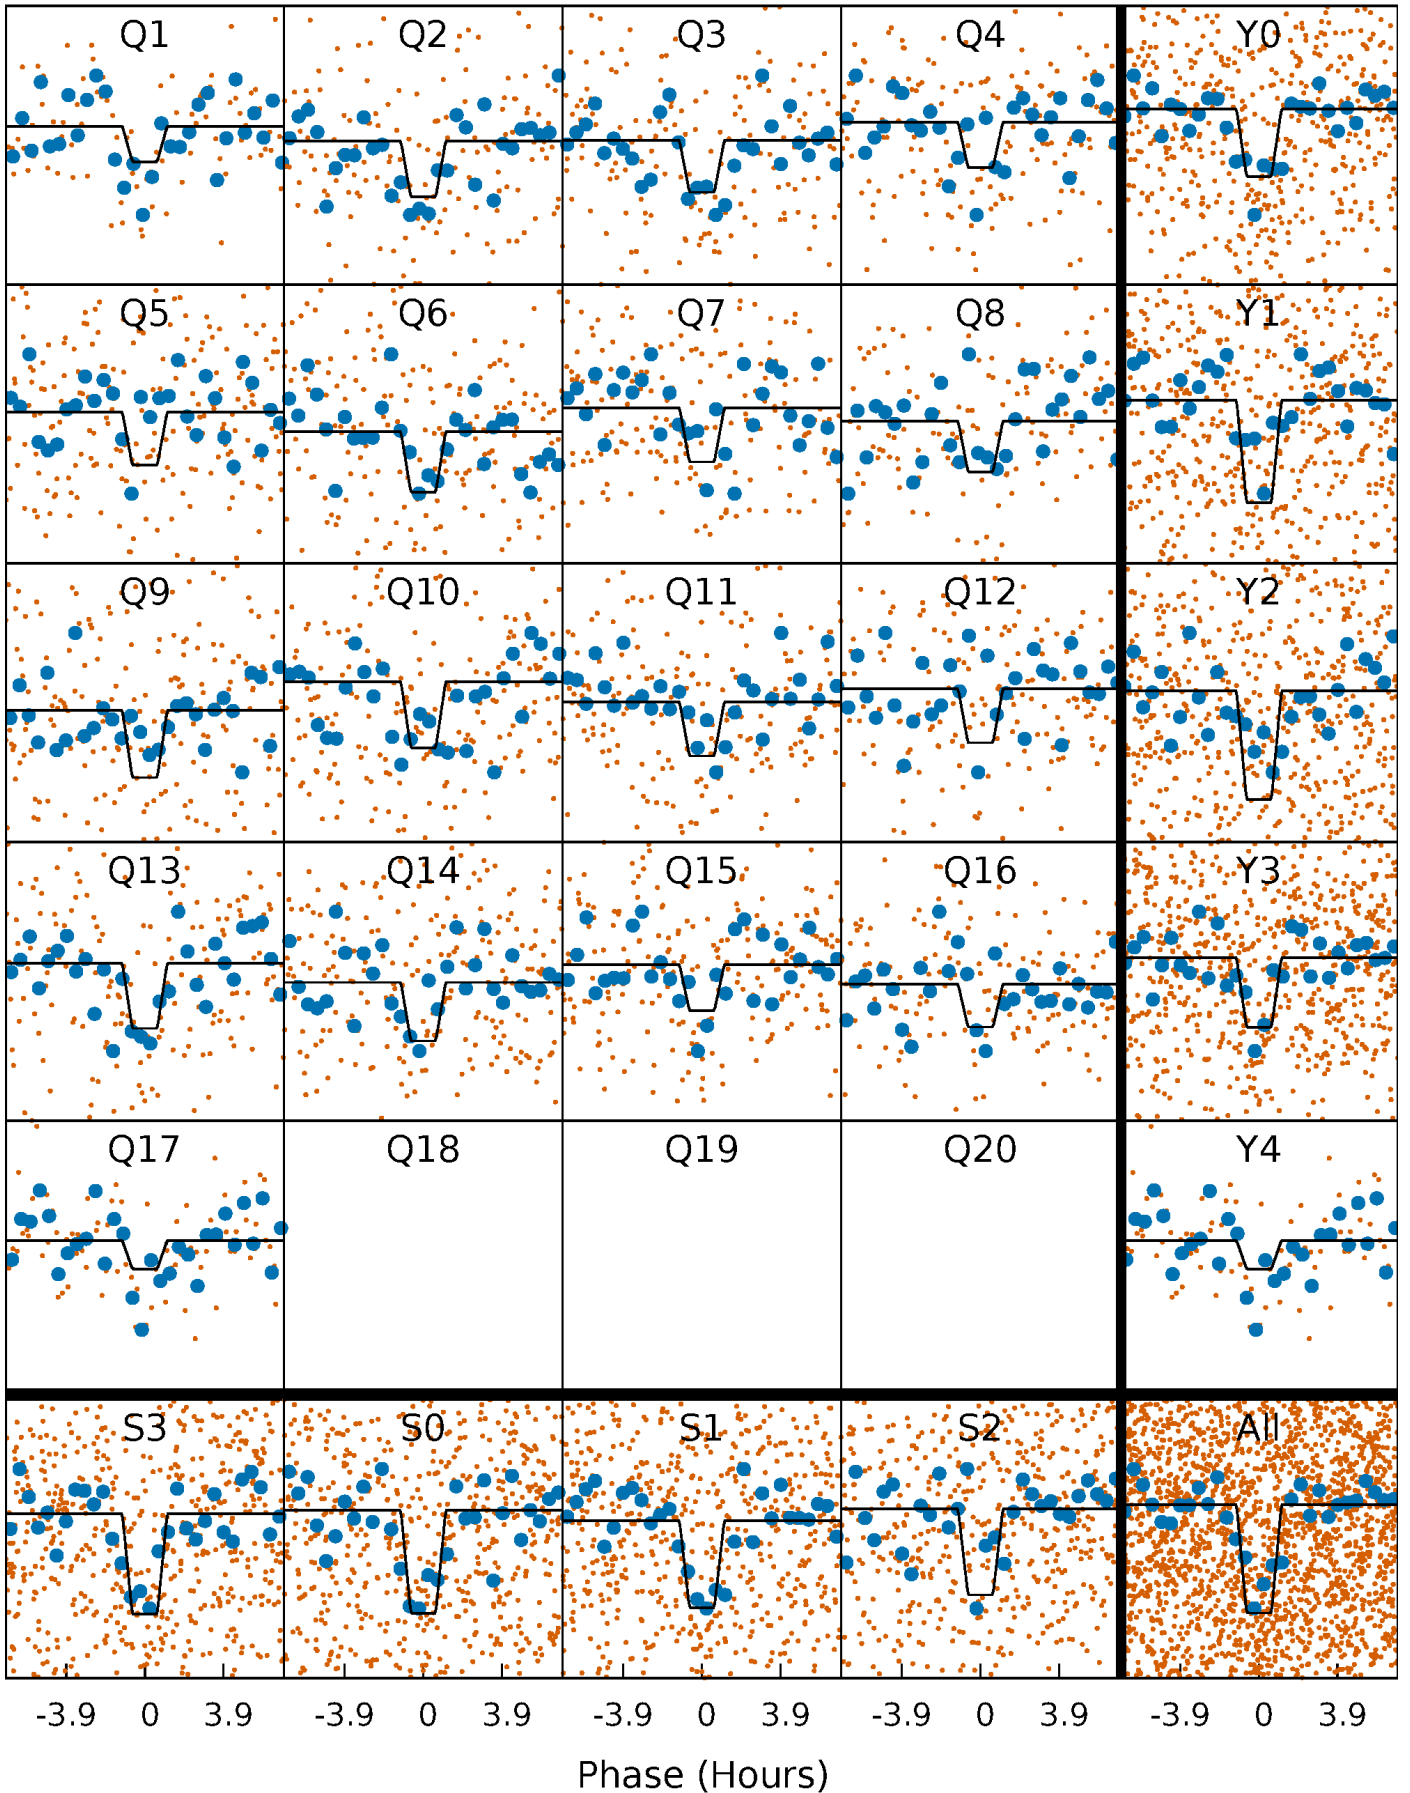 Q1 Q2 Q3 Q4 Y0
Q5 Q6 Q7 Q8 Y1
Q9 Q10 Q11 Q12 Y2
Q13 Q14 Q15 Q16 Y3
Q17 Q18 Q19 Q20 Y4
S3 S0 S1 S2 All
-3.9 0 3.9 -3.9 0 3.9 -3.9 0 3.9 -3.9 0 3.9 -3.9 0 3.9
Phase (Hours)